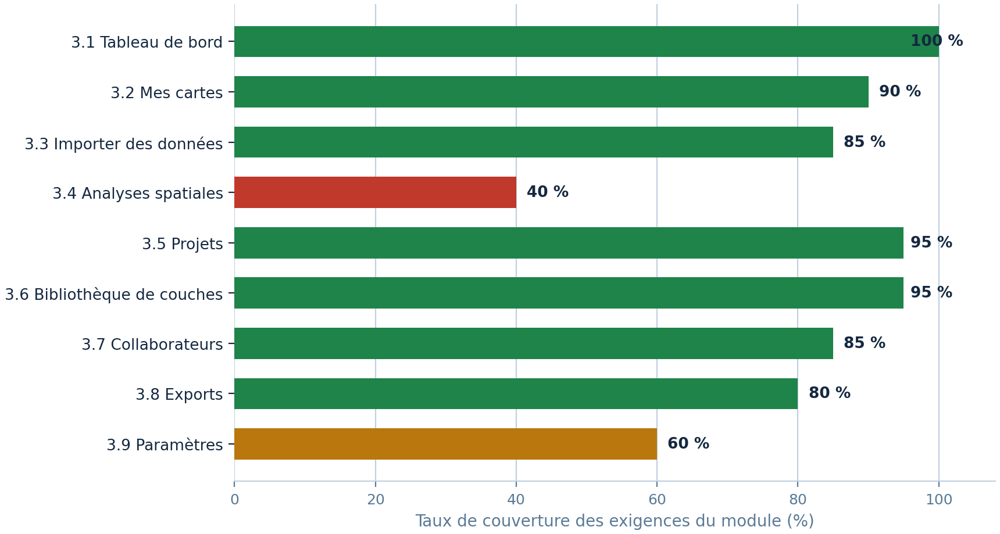 3.1 Tableau de bord 100 %
3.2 Mes cartes 90 %
3.3 Importer des données 85 %
3.4 Analyses spatiales 40 %
3.5 Projets 95 %
3.6 Bibliothèque de couches 95 %
3.7 Collaborateurs 85 %
3.8 Exports 80 %
3.9 Paramètres 60 %
0 20 40 60 80 100
Taux de couverture des exigences du module (%)